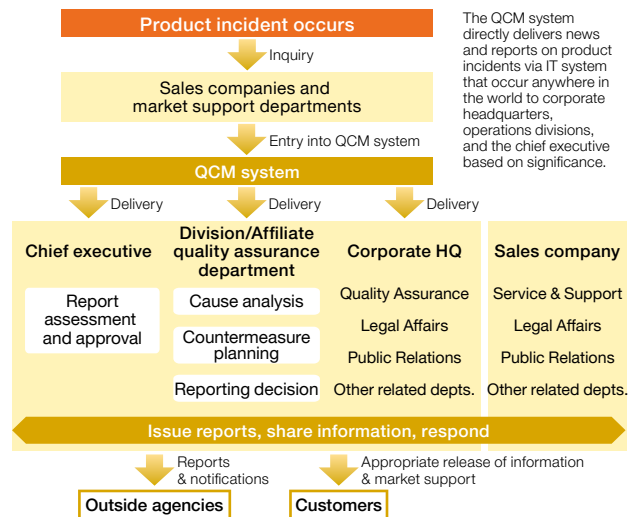 Product incident occurs
Inquiry
Sales companies and
market support departments
Entry into QCM system
QCM system
The QCM system
directly delivers news
and reports on product
incidents via IT system
that occur anywhere in
the world to corporate
headquarters,
operations divisions,
and the chief executive
based on significance.
Delivery
Delivery
Delivery
Chief executive
Report
assessment
and approval
Division/Affiliate
quality assurance
department
Cause analysis
Countermeasure
planning
Reporting decision
Corporate HQ
Quality Assurance
Legal Affairs
Public Relations
Other related depts.
Sales company
Service & Support
Legal Affairs
Public Relations
Other related depts.
Issue reports, share information, respond
Reports
& notifications
Outside agencies
Appropriate release of information
& market support
Customers